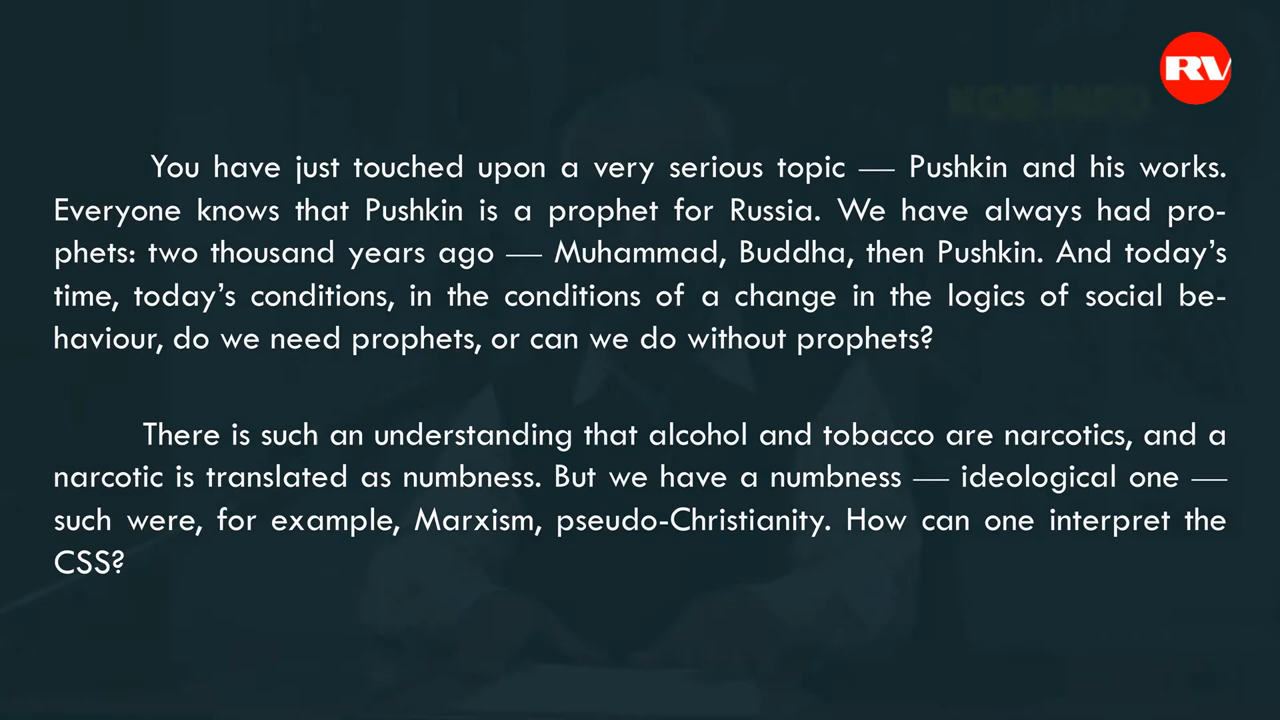 RV
You have just touched upon a very serious topic — Pushkin and his works.
Everyone knows that Pushkin is a prophet for Russia. We have always had pro-
phets: two thousand years ago — Muhammad, Buddha, then Pushkin. And today's
time, today's conditions, in the conditions of a change in the logics of social be-
haviour, do we need prophets, or can we do without prophets?
There is such an understanding that alcohol and tobacco are narcotics, and a
narcotic is translated as numbness. But we have a numbness — ideological one —
such were, for example, Marxism, pseudo-Christianity. How can one interpret the
CSS?